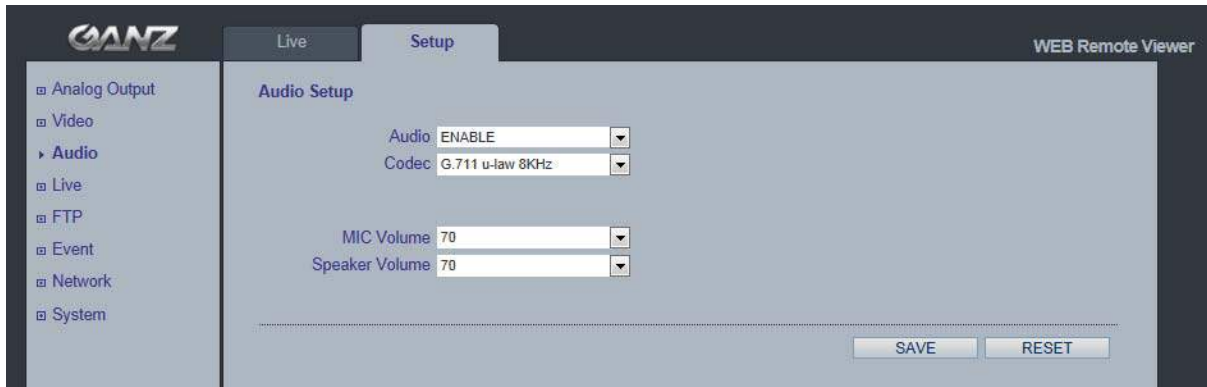 GANZ
Live
Setup
WEB Remote Viewer
Analog Output
Video
Audio
Live
FTP
Event
Network
System
Audio Setup
Audio ENABLE
Codec G.711 u-law 8KHz
MIC Volume 70
Speaker Volume 70
SAVE
RESET